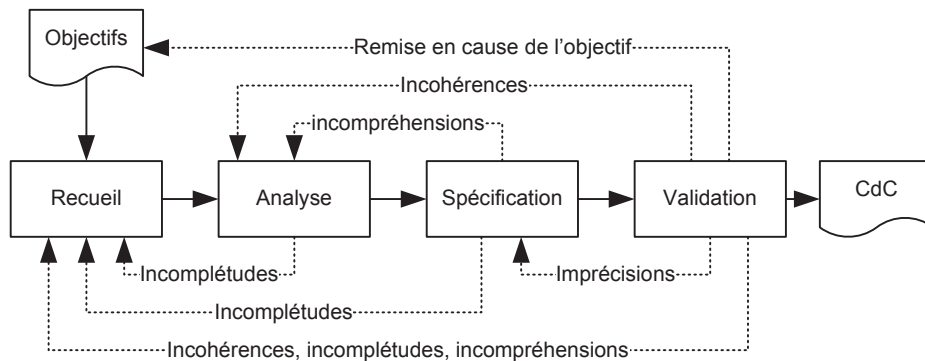 Objectifs
Remise en cause de l'objectif
Incohérences
incompréhensions
Recueil
Analyse
Spécification
Validation
CdC
Incomplétudes
Imprécisions
Incomplétudes
Incohérences, incomplétudes, incompréhensions